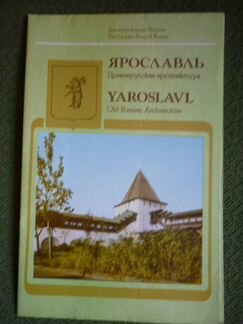 Золотое кольцо России
The Golden Ring of Russia
ЯРОСЛАВЛЬ
Древнерусская архитектура
YAROSLAVL
Old Russian Architecture